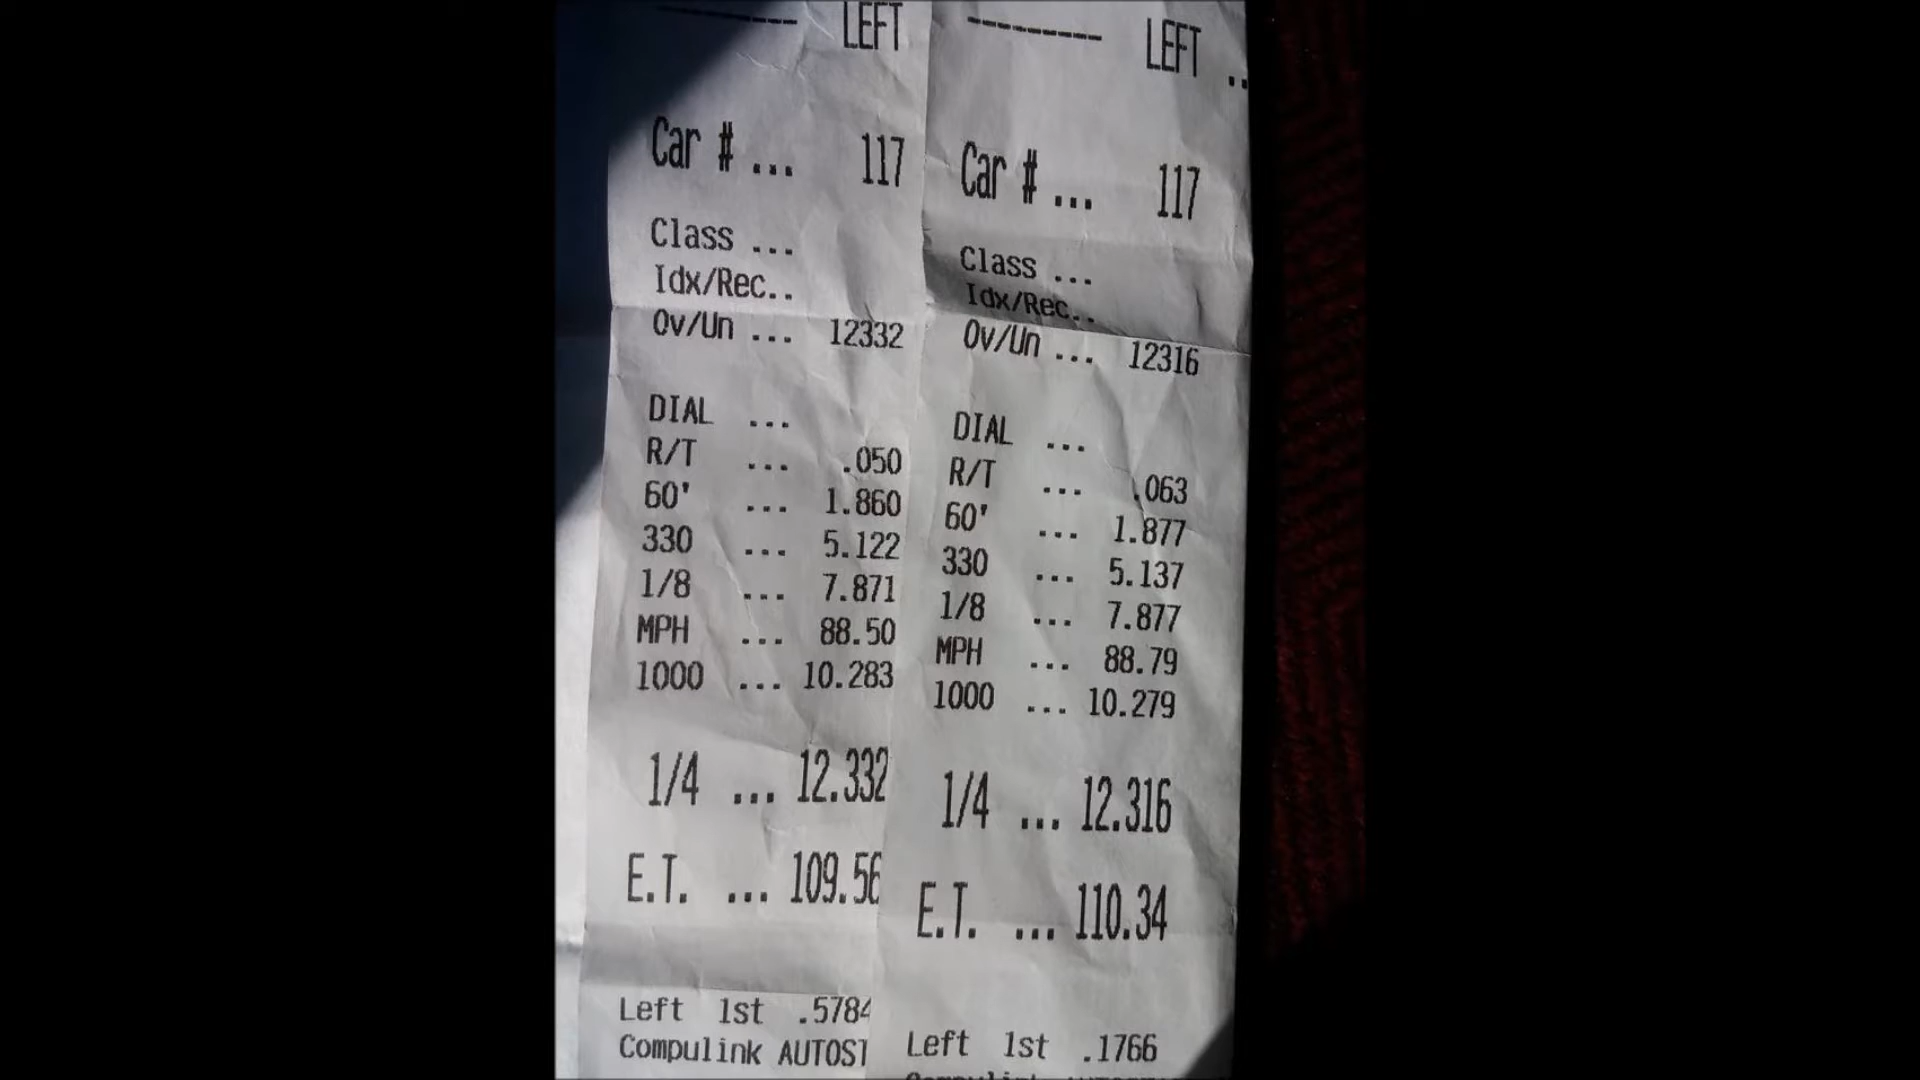 --------- LEFT
Car # ... 117
Class ...
Idx/Rec..
Ov/Un ... 12332
DIAL ...
R/T ... .050
60' ... 1.860
330 ... 5.122
1/8 ... 7.871
MPH ... 88.50
1000 ... 10.283
1/4 ... 12.332
E.T. ... 109.56
Left 1st .5784
Compulink AUTOST
--------- LEFT ..
Car # ... 117
Class ...
Idx/Rec..
Ov/Un ... 12316
DIAL ...
R/T ... .063
60' ... 1.877
330 ... 5.137
1/8 ... 7.877
MPH ... 88.79
1000 ... 10.279
1/4 ... 12.316
E.T. ... 110.34
Left 1st .1766